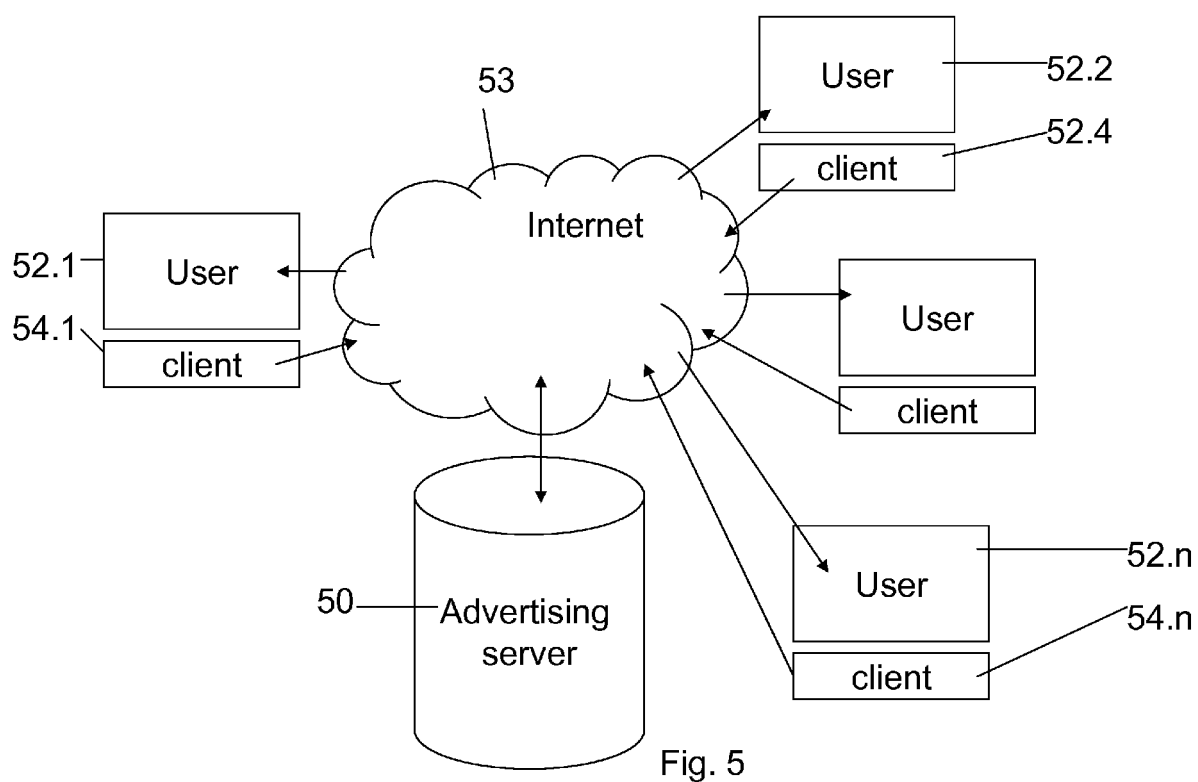 53
User
52.2
52.4
client
Internet
52.1
User
54.1
client
User
client
50
Advertising
server
User
52.n
54.n
client
Fig. 5